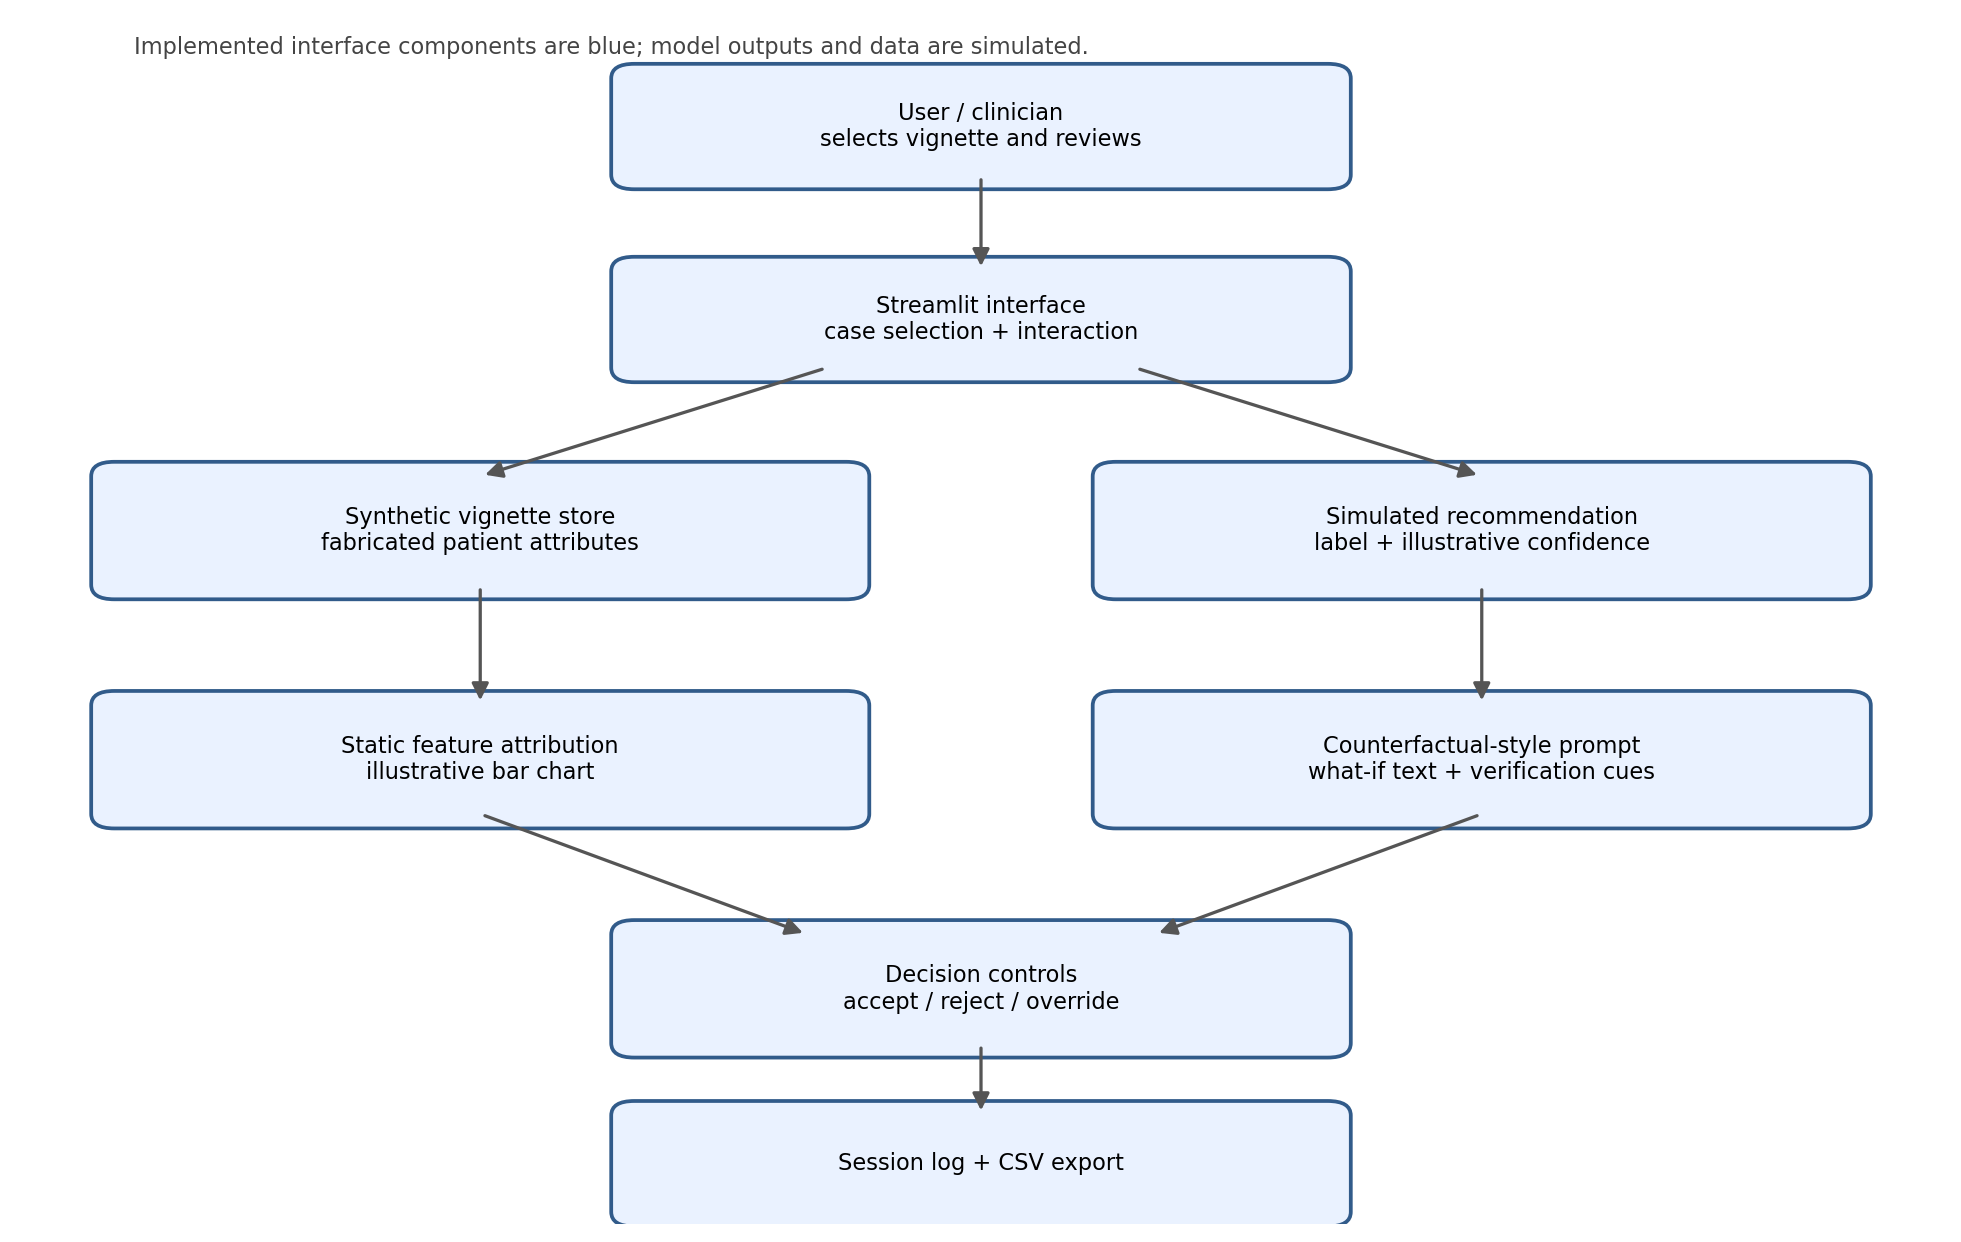 Implemented interface components are blue; model outputs and data are simulated.
User / clinician
selects vignette and reviews
Streamlit interface
case selection + interaction
Synthetic vignette store
fabricated patient attributes
Simulated recommendation
label + illustrative confidence
Static feature attribution
illustrative bar chart
Counterfactual-style prompt
what-if text + verification cues
Decision controls
accept / reject / override
Session log + CSV export